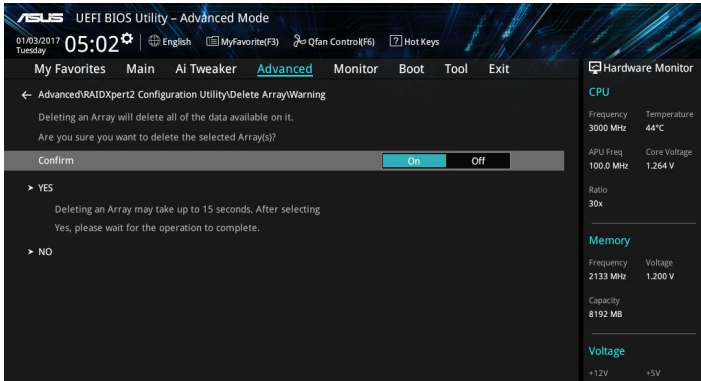 ASUS UEFI BIOS Utility – Advanced Mode
01/03/2017 Tuesday 05:02 English MyFavorite(F3) Qfan Control(F6) ? Hot Keys
My Favorites Main Ai Tweaker Advanced Monitor Boot Tool Exit
Hardware Monitor
← Advanced\RAIDXpert2 Configuration Utility\Delete Array\Warning
Deleting an Array will delete all of the data available on it.
Are you sure you want to delete the selected Array(s)?
Confirm On Off
YES
Deleting an Array may take up to 15 seconds. After selecting
Yes, please wait for the operation to complete.
NO
CPU
Frequency Temperature
3000 MHz 44°C
APU Freq Core Voltage
100.0 MHz 1.264 V
Ratio
30x
Memory
Frequency Voltage
2133 MHz 1.200 V
Capacity
8192 MB
Voltage
+12V +5V